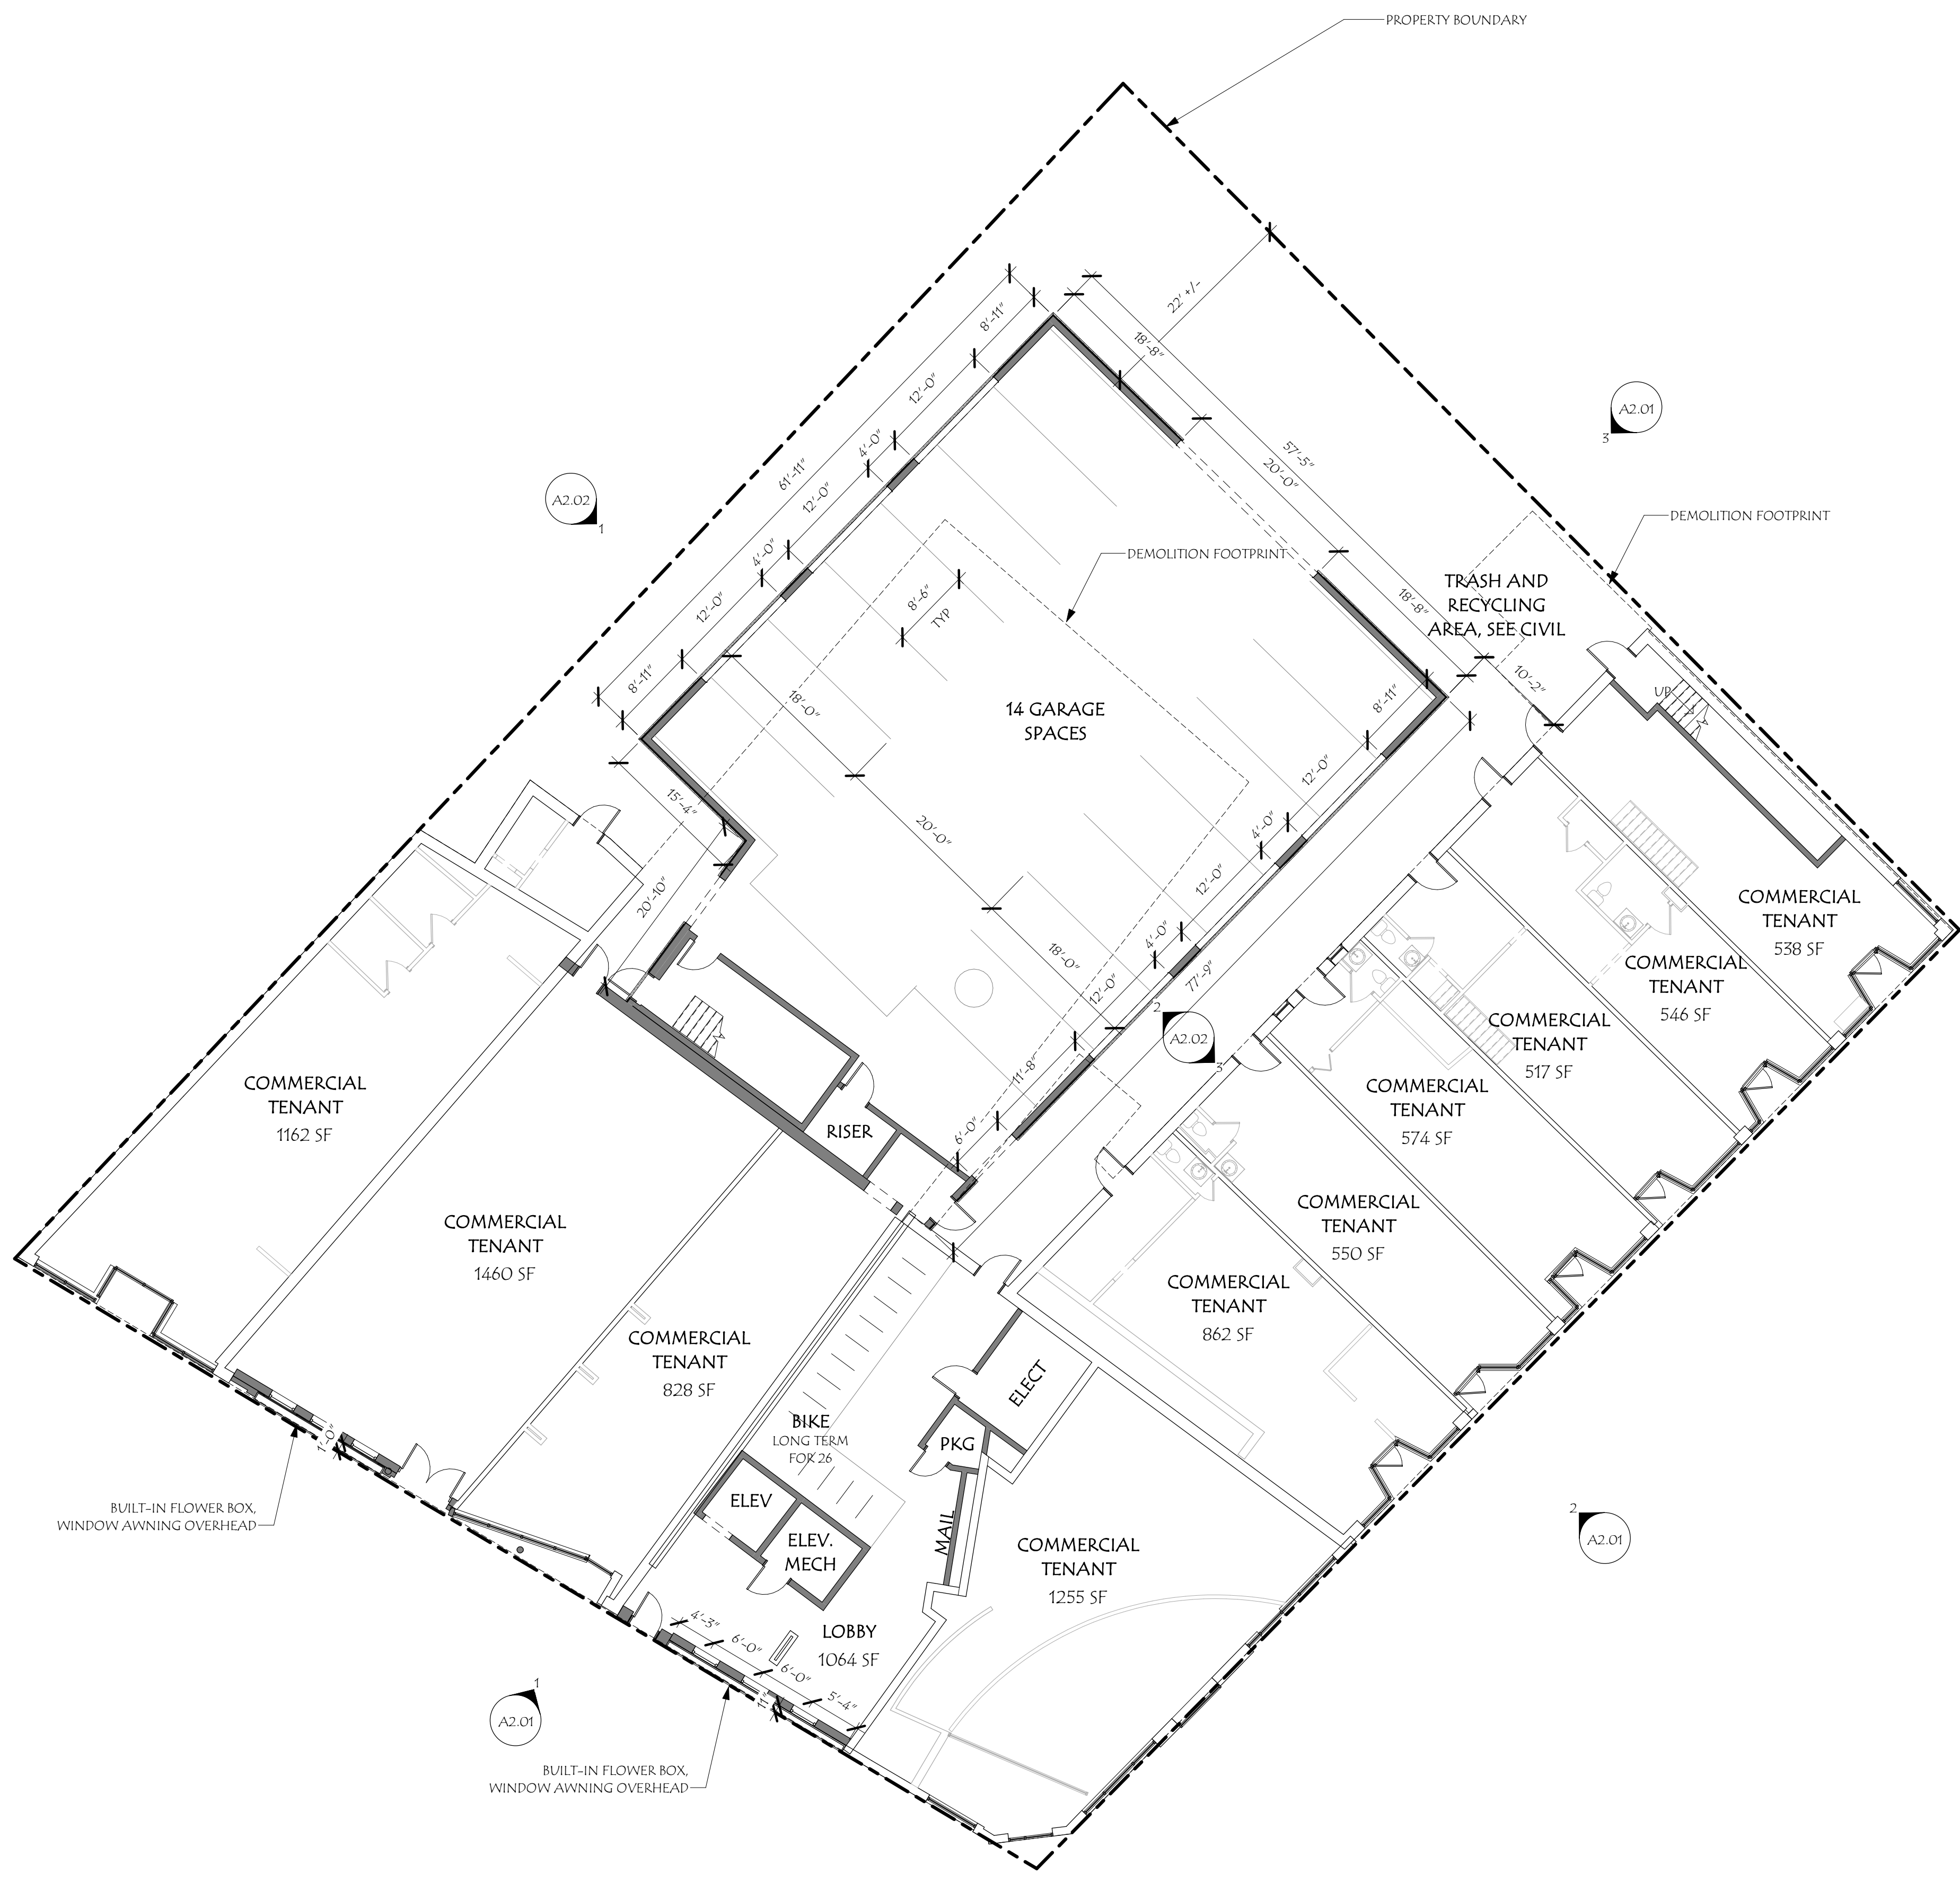 PROPERTY BOUNDARY
22' +/-
8'-11"
18'-8"
12'-0"
A2.01
3
4'-0"
57'-5"
20'-0"
61'-11"
A2.02
1
12'-0"
DEMOLITION FOOTPRINT
4'-0"
DEMOLITION FOOTPRINT
8'-6"
TYP
12'-0"
18'-8"
TRASH AND
RECYCLING
AREA, SEE CIVIL
8'-11"
18'-0"
10'-2"
UP
14 GARAGE
SPACES
8'-11"
12'-0"
15'-4"
20'-0"
4'-0"
12'-0"
20'-10"
18'-0"
4'-0"
77'-9"
12'-0"
2
A2.02
3
11'-8"
6'-0"
COMMERCIAL
TENANT
538 SF
COMMERCIAL
TENANT
546 SF
COMMERCIAL
TENANT
517 SF
COMMERCIAL
TENANT
574 SF
COMMERCIAL
TENANT
1162 SF
RISER
COMMERCIAL
TENANT
550 SF
COMMERCIAL
TENANT
1460 SF
COMMERCIAL
TENANT
862 SF
COMMERCIAL
TENANT
828 SF
ELECT
BIKE
LONG TERM
FOR 26
PKG
1'-0"
ELEV
ELEV.
MECH
MAIL
BUILT-IN FLOWER BOX,
WINDOW AWNING OVERHEAD
COMMERCIAL
TENANT
1255 SF
2
A2.01
4'-3"
6'-0"
6'-0"
5'-4"
11"
LOBBY
1064 SF
1
A2.01
BUILT-IN FLOWER BOX,
WINDOW AWNING OVERHEAD